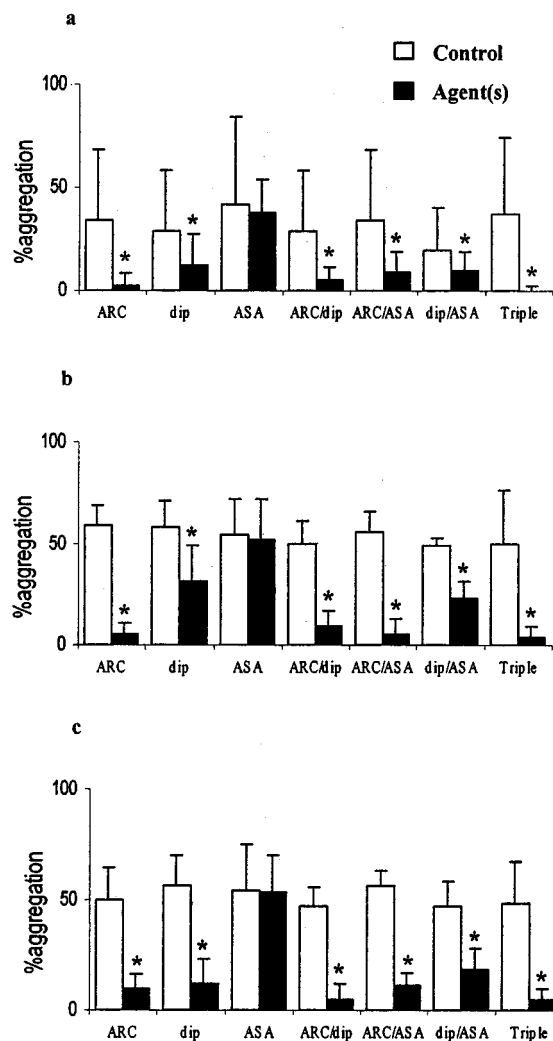 a
Control
Agent(s)
100
50
0
%aggregation
*
*
*
*
*
*
ARC dip ASA ARC/dip ARC/ASA dip/ASA Triple
b
100
50
0
%aggregation
*
*
*
*
*
*
ARC dip ASA ARC/dip ARC/ASA dip/ASA Triple
c
100
50
0
%aggregation
*
*
*
*
*
*
ARC dip ASA ARC/dip ARC/ASA dip/ASA Triple